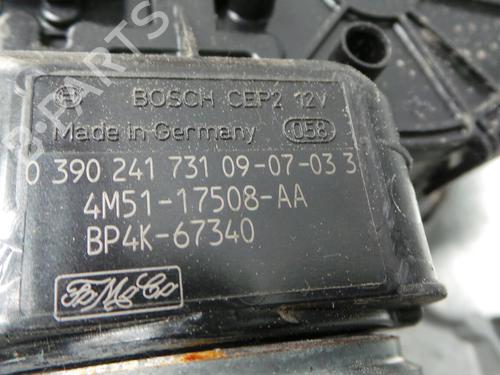 B-PARTS
BOSCH CEP2 12V
Made in Germany 058
0 390 241 731 09-07-03 3
4M51-17508-AA
BP4K-67340
FoMoCo